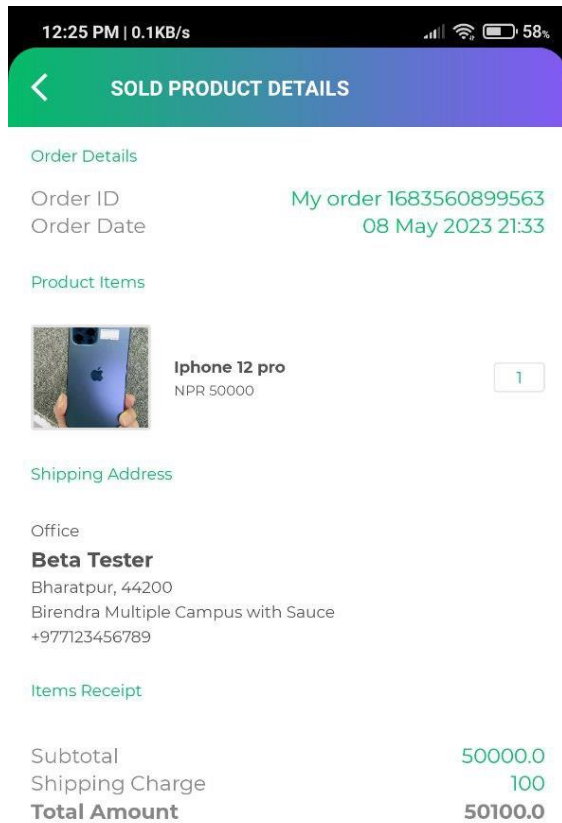 12:25 PM | 0.1KB/s 58%
SOLD PRODUCT DETAILS
Order Details
Order ID My order 1683560899563
Order Date 08 May 2023 21:33
Product Items
Iphone 12 pro
NPR 50000
1
Shipping Address
Office
Beta Tester
Bharatpur, 44200
Birendra Multiple Campus with Sauce
+977123456789
Items Receipt
Subtotal 50000.0
Shipping Charge 100
Total Amount 50100.0